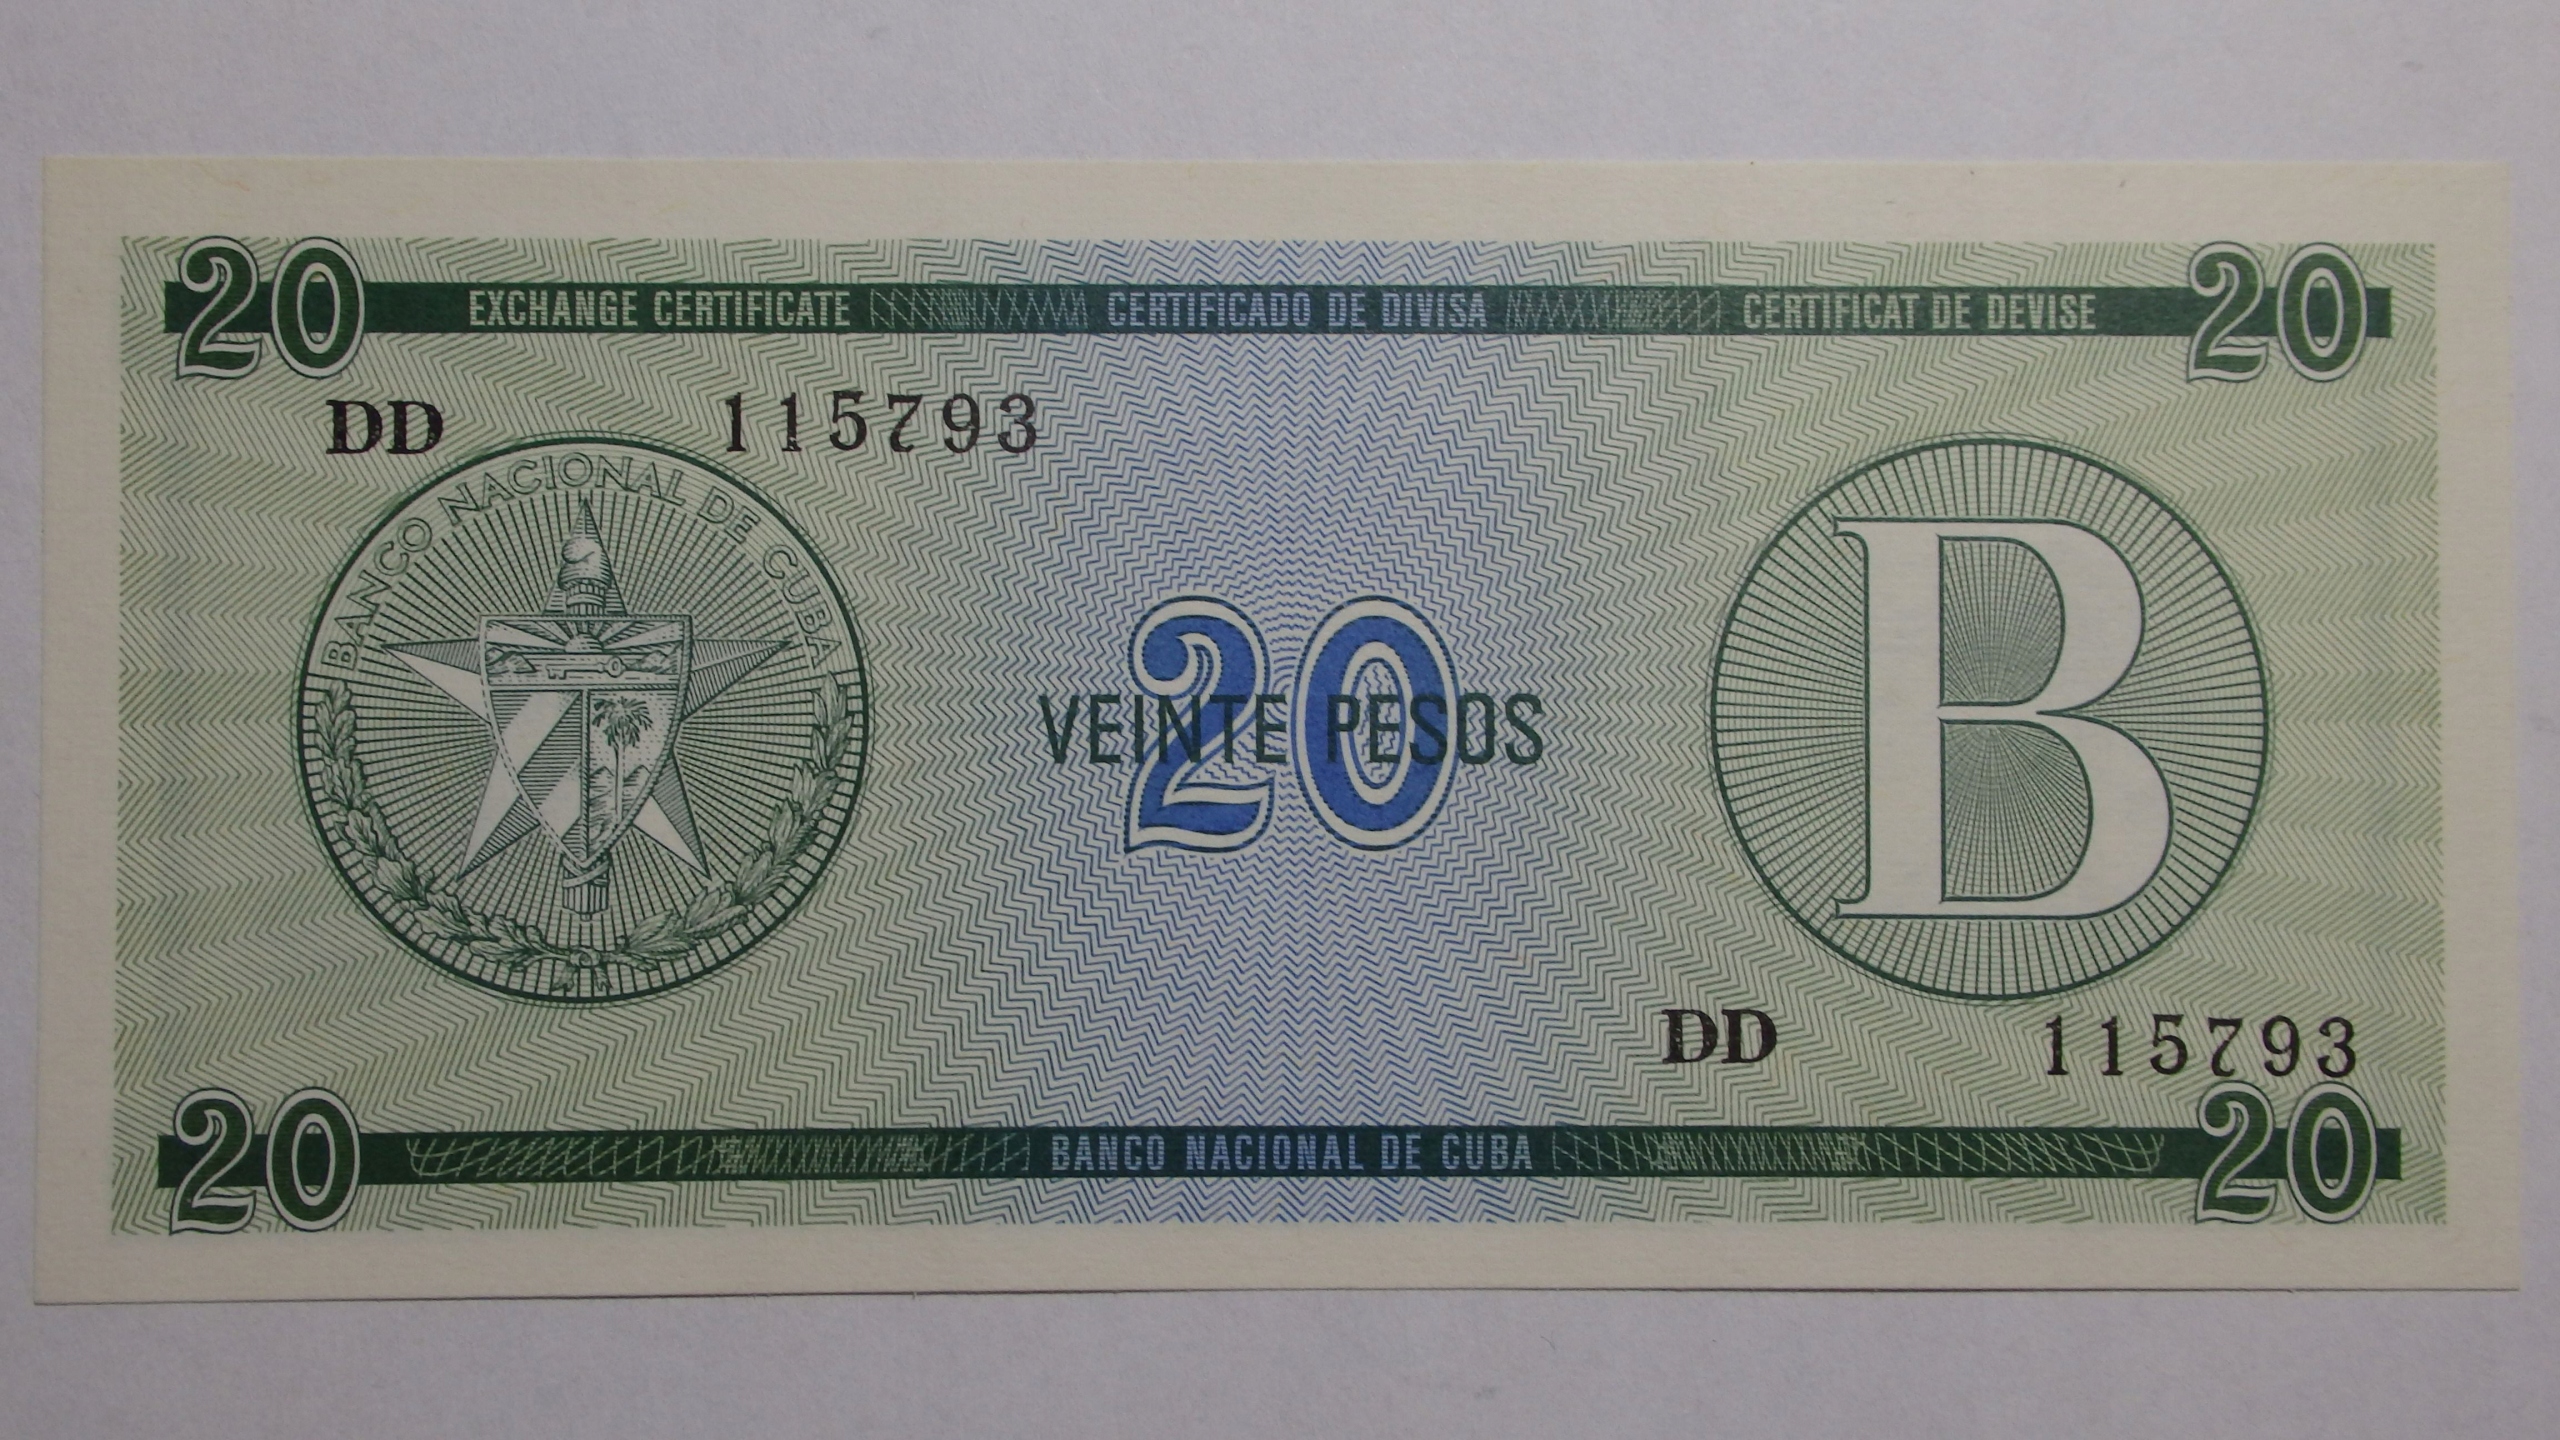 20 EXCHANGE CERTIFICATE CERTIFICADO DE DIVISA CERTIFICAT DE DEVISE 20
DD 115793
BANCO NACIONAL DE CUBA
20
VEINTE PESOS
B
DD 115793
20 BANCO NACIONAL DE CUBA 20